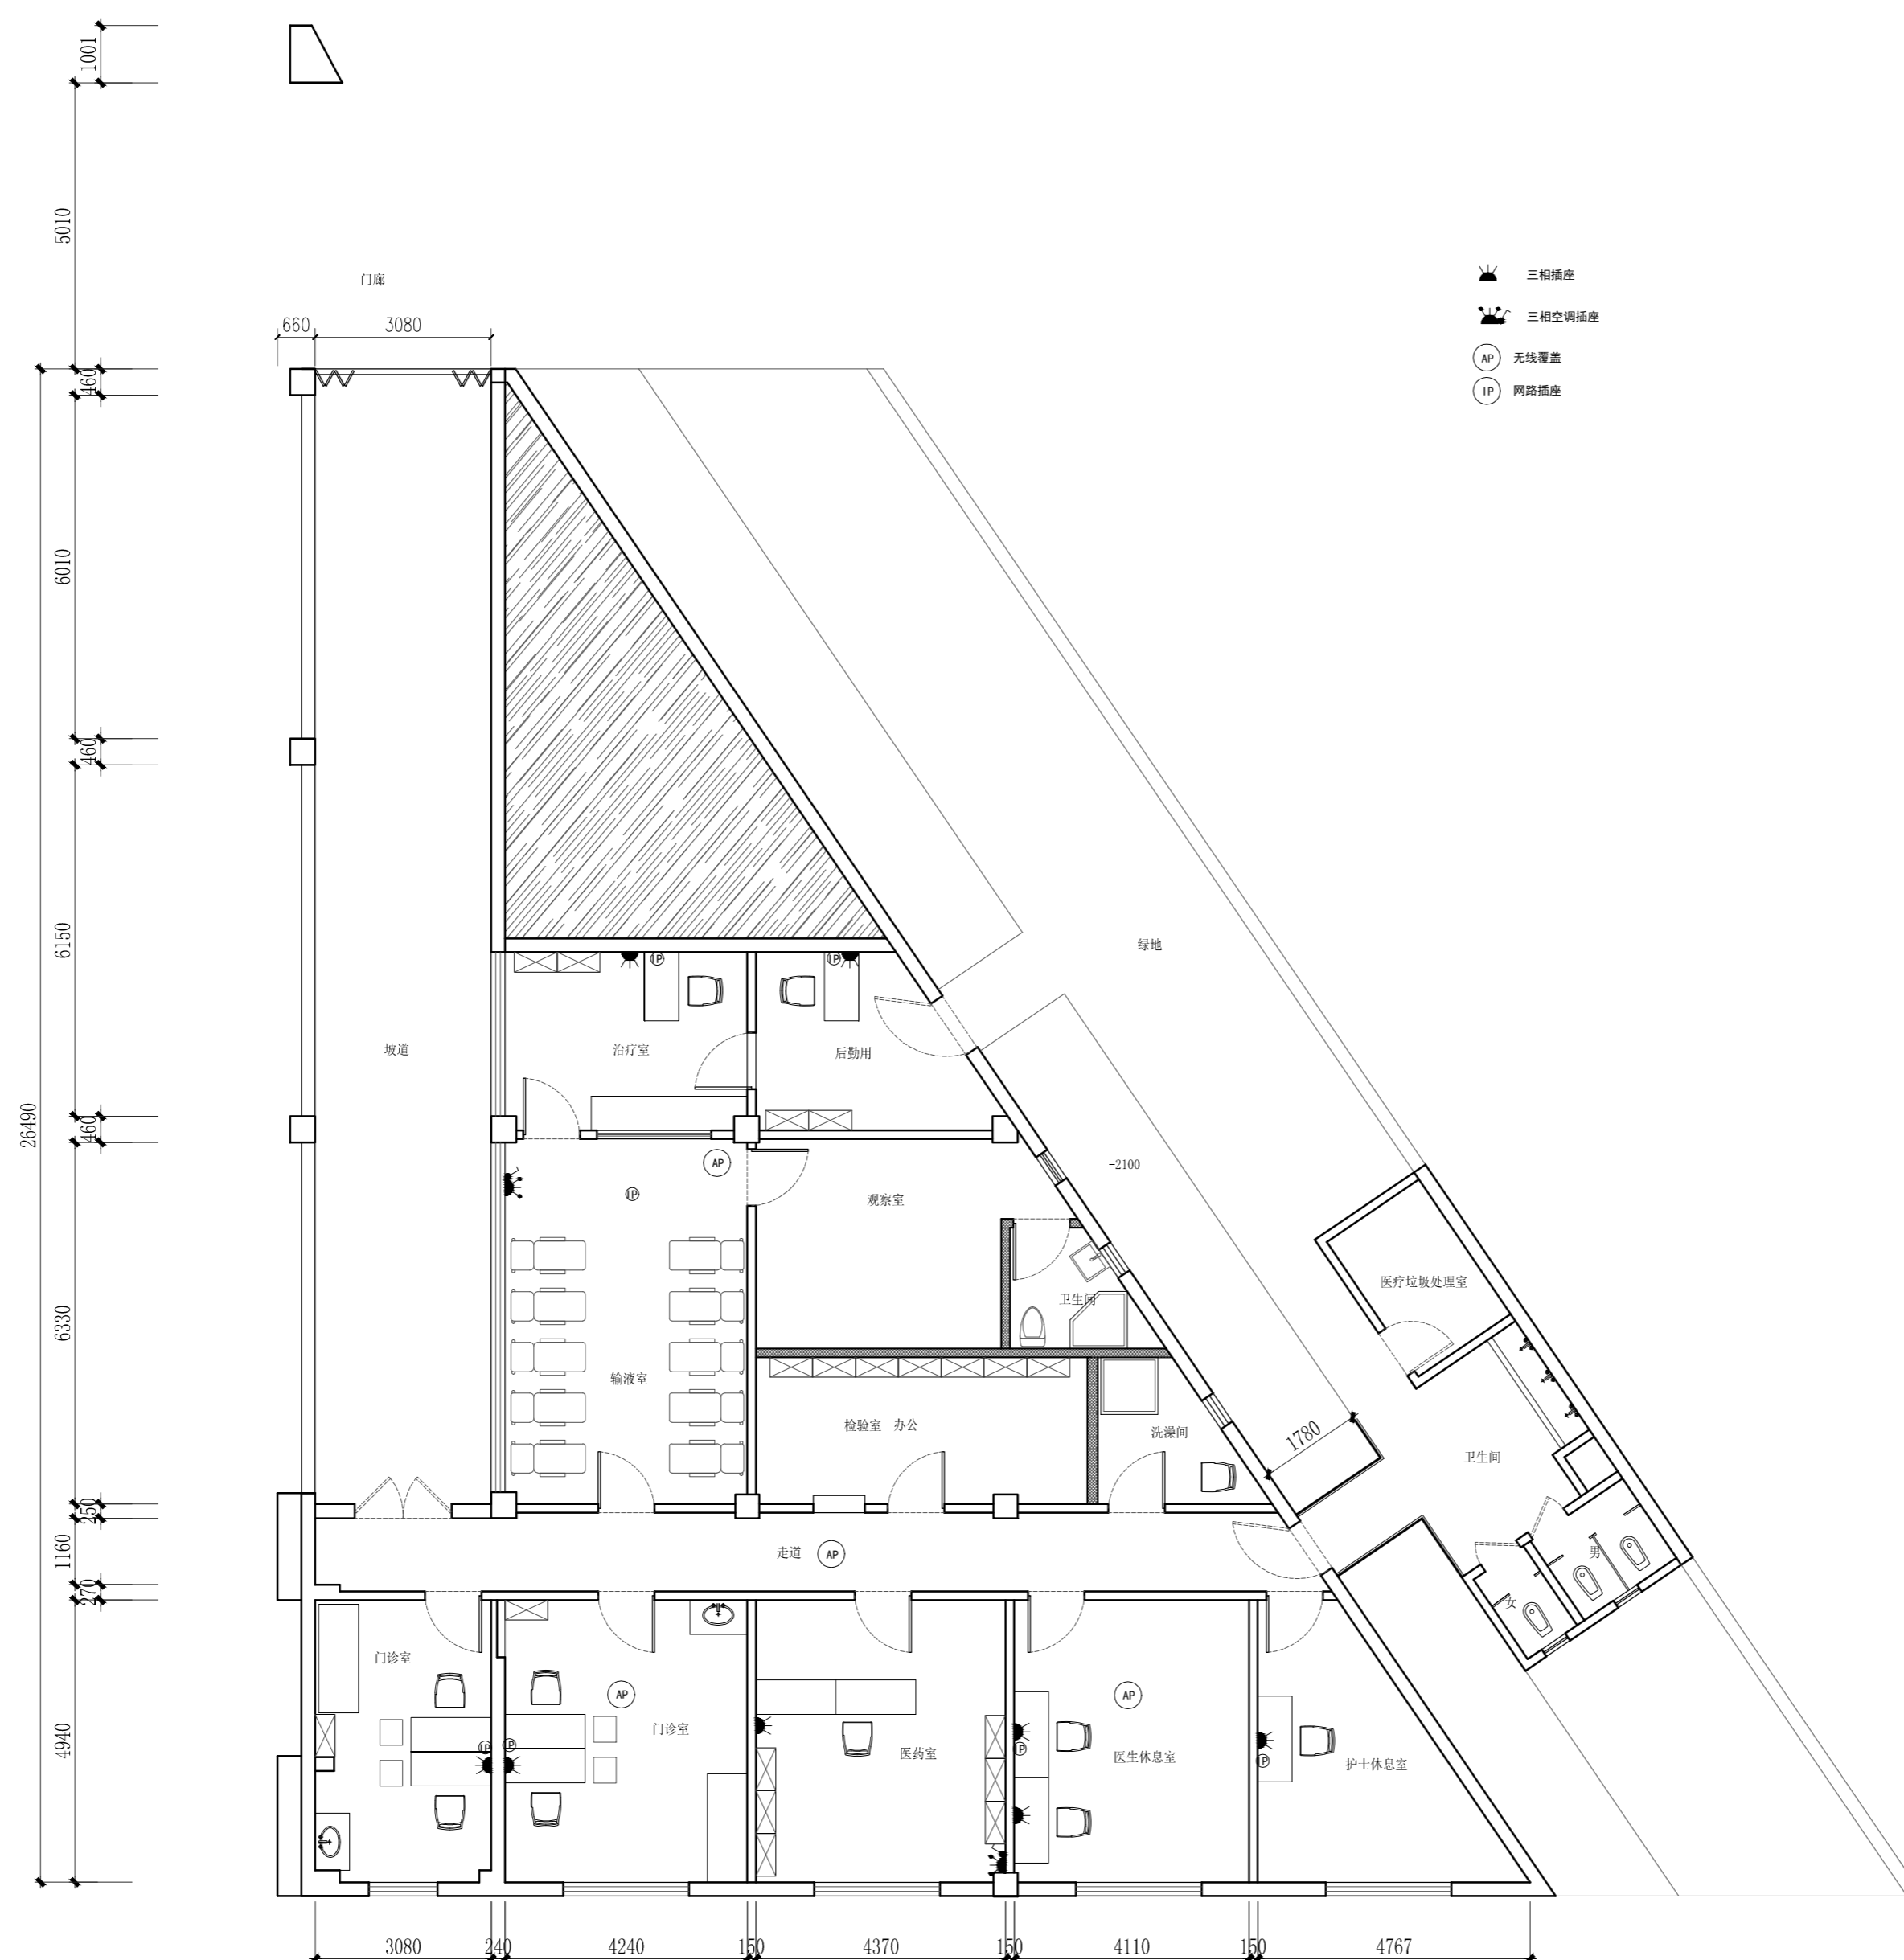 1001
5010
门廊
660
3080
三相插座
三相空调插座
AP 无线覆盖
IP 网路插座
460
6010
460
6150
26490
460
6330
250
1160
270
4940
绿地
坡道
治疗室
IP
后勤用
IP
-2100
AP
IP
观察室
卫生间
医疗垃圾处理室
输液室
检验室 办公
洗澡间
1780
卫生间
走道
AP
男
女
门诊室
IP
AP
门诊室
IP
医药室
AP
医生休息室
IP
护士休息室
IP
3080
240
4240
150
4370
150
4110
150
4767